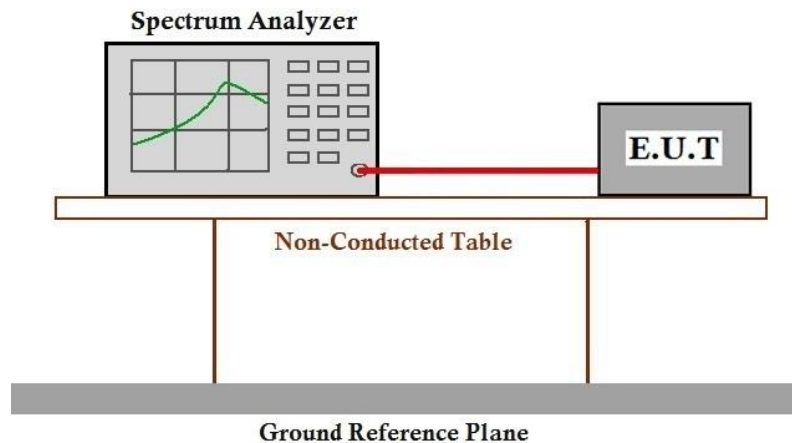 Spectrum Analyzer
E.U.T
Non-Conducted Table
Ground Reference Plane